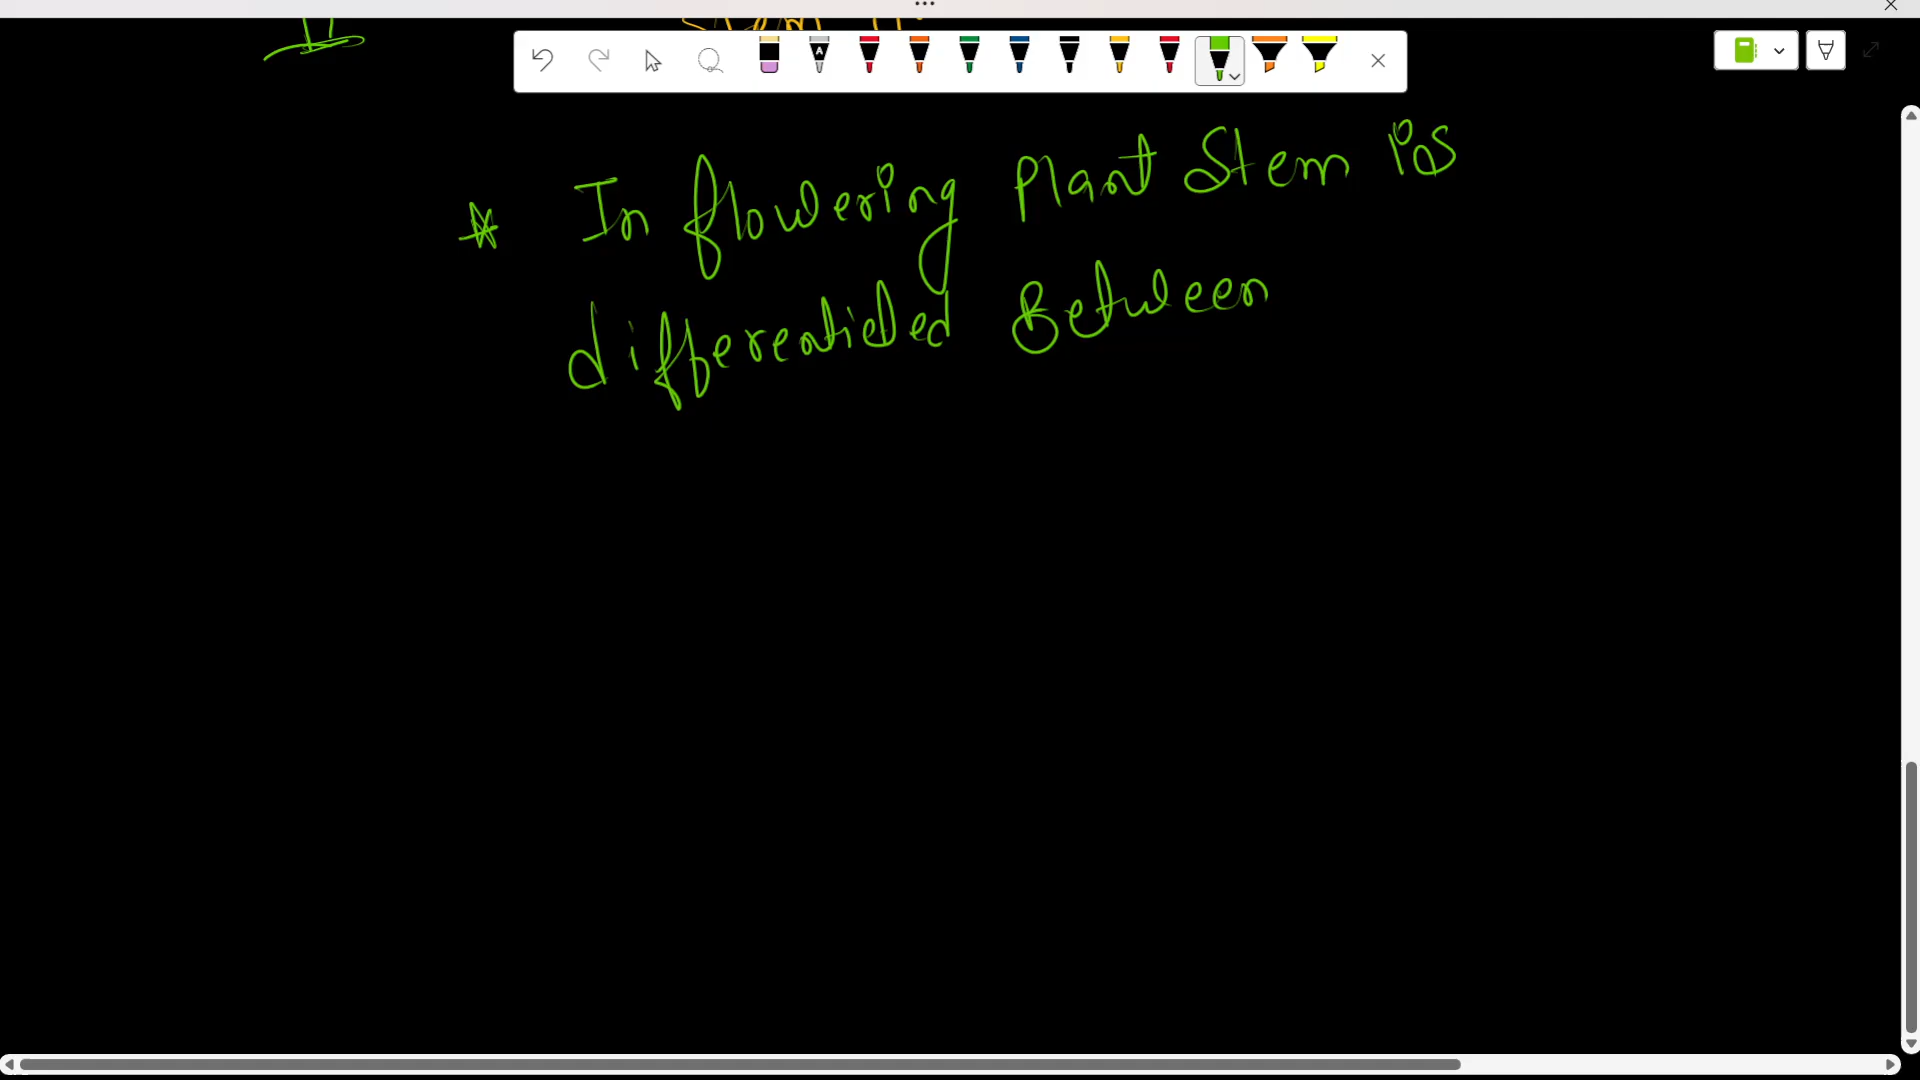 * In flowering Plant Stem is
differentiated Between